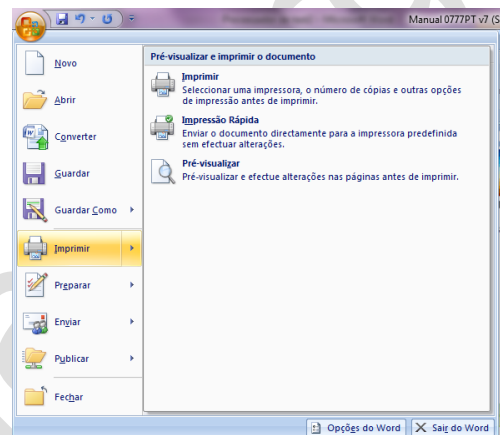 Manual 0777PT v7 (S
Novo
Abrir
Converter
Guardar
Guardar Como
Imprimir
Preparar
Enviar
Publicar
Fechar
Pré-visualizar e imprimir o documento
Imprimir
Seleccionar uma impressora, o número de cópias e outras opções
de impressão antes de imprimir.
Impressão Rápida
Enviar o documento directamente para a impressora predefinida
sem efectuar alterações.
Pré-visualizar
Pré-visualizar e efectue alterações nas páginas antes de imprimir.
Opções do Word
Sair do Word